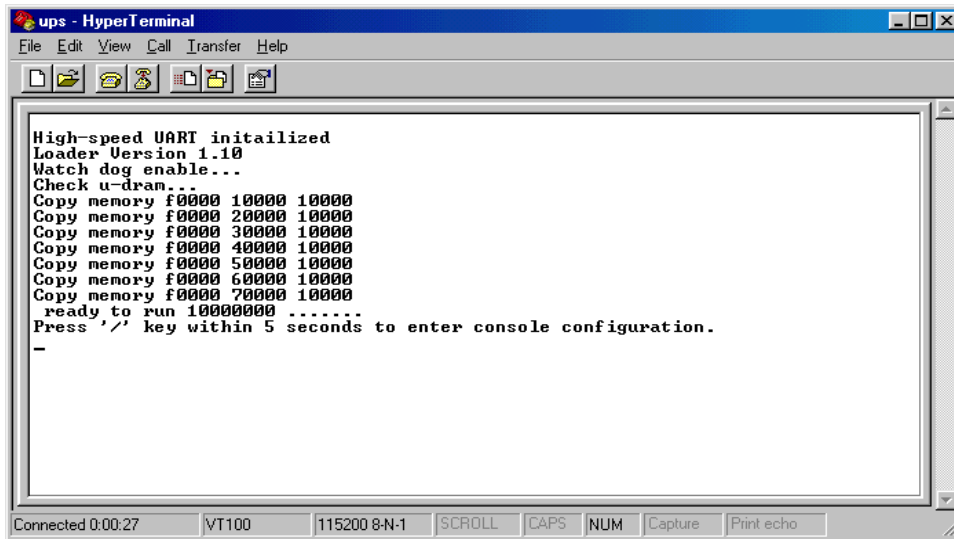 ups - HyperTerminal
File Edit View Call Transfer Help
High-speed UART initailized
Loader Version 1.10
Watch dog enable...
Check u-dram...
Copy memory f0000 10000 10000
Copy memory f0000 20000 10000
Copy memory f0000 30000 10000
Copy memory f0000 40000 10000
Copy memory f0000 50000 10000
Copy memory f0000 60000 10000
Copy memory f0000 70000 10000
ready to run 10000000 .......
Press '/' key within 5 seconds to enter console configuration.
_
Connected 0:00:27 VT100 115200 8-N-1 SCROLL CAPS NUM Capture Print echo